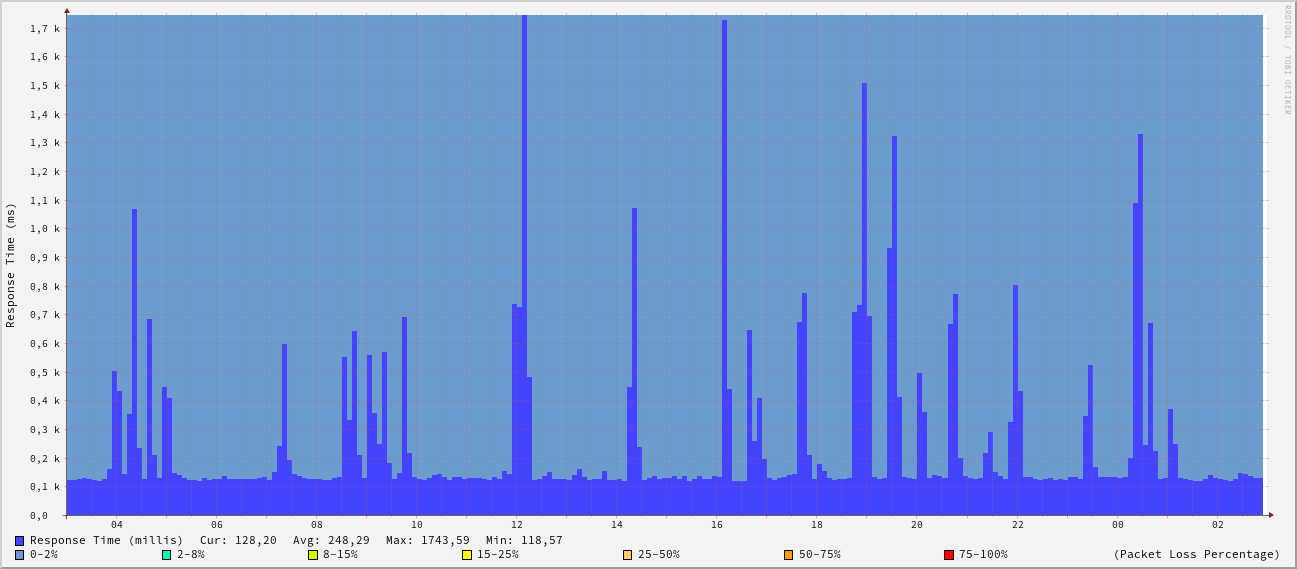 1,7 k
1,6 k
1,5 k
1,4 k
1,3 k
1,2 k
1,1 k
1,0 k
0,9 k
0,8 k
0,7 k
0,6 k
0,5 k
0,4 k
0,3 k
0,2 k
0,1 k
0,0
Response Time (ms)
RRDTOOL / TOBI OETIKER
04 06 08 10 12 14 16 18 20 22 00 02
Response Time (millis) Cur: 128,20 Avg: 248,29 Max: 1743,59 Min: 118,57
0-2% 2-8% 8-15% 15-25% 25-50% 50-75% 75-100% (Packet Loss Percentage)